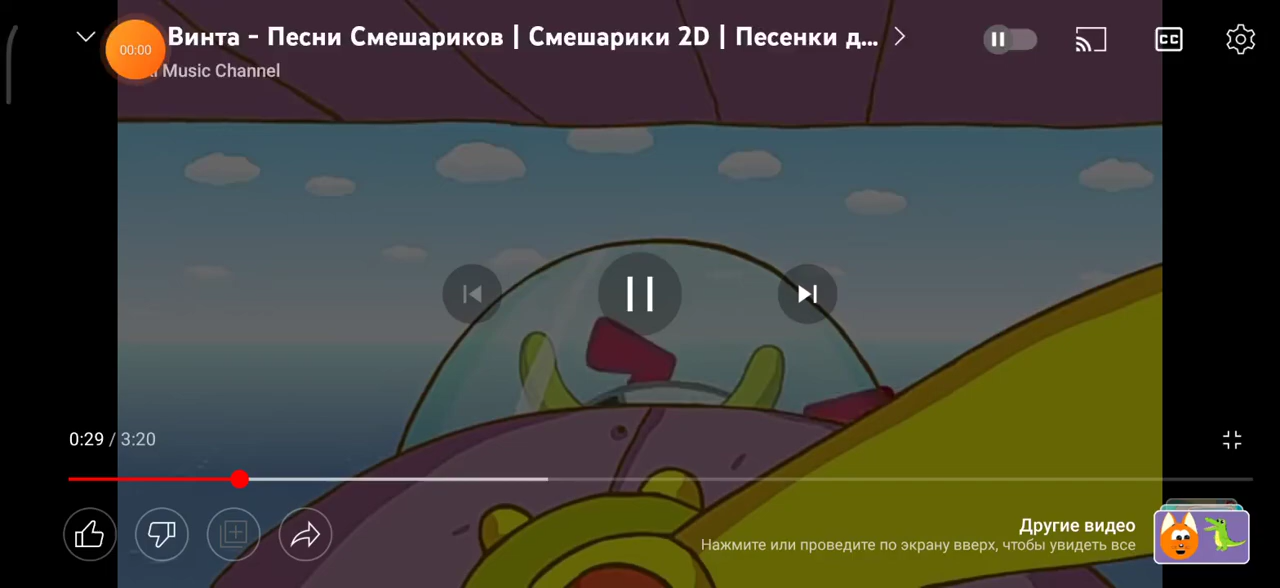 00:00
Винта - Песни Смешариков | Смешарики 2D | Песенки д...
Music Channel
CC
0:29 / 3:20
Другие видео
Нажмите или проведите по экрану вверх, чтобы увидеть все